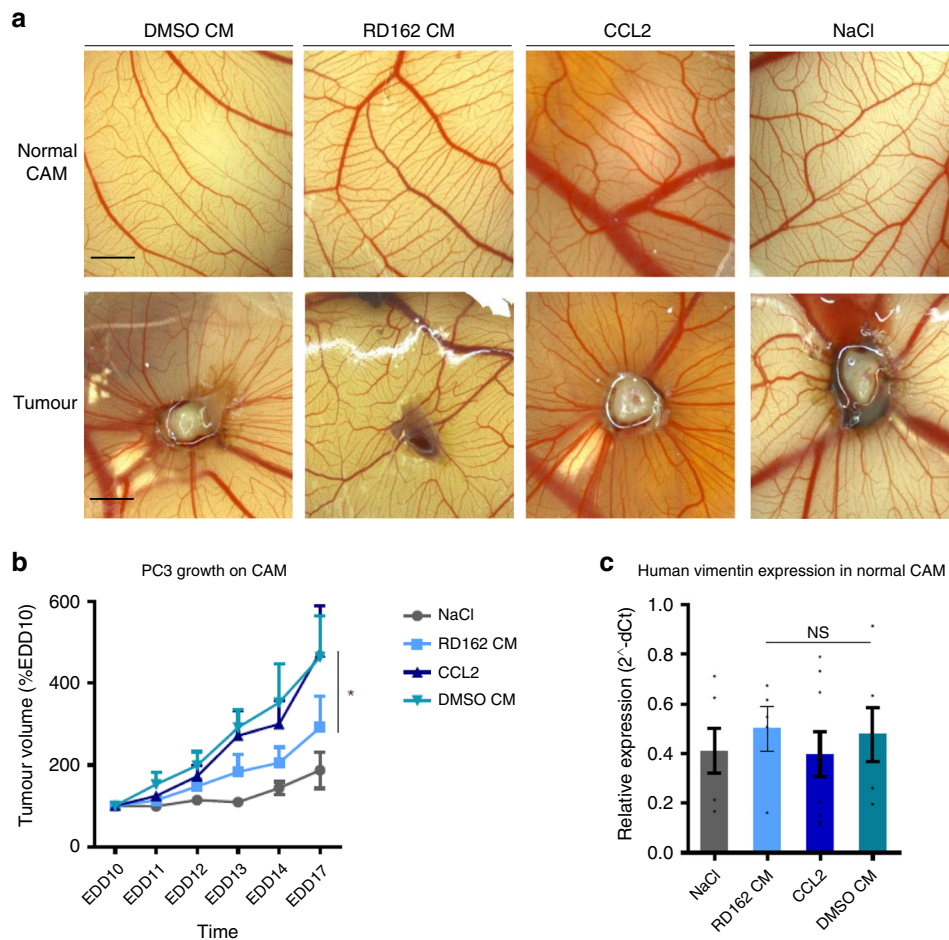 a
DMSO CM
RD162 CM
CCL2
NaCl
Normal
CAM
Tumour
b
PC3 growth on CAM
Tumour volume (%EDD10)
600
400
200
0
EDD10
EDD11
EDD12
EDD13
EDD14
EDD17
Time
NaCl
RD162 CM
CCL2
DMSO CM
*
c
Human vimentin expression in normal CAM
Relative expression (2^-dCt)
1.0
0.8
0.6
0.4
0.2
0.0
NS
NaCl
RD162 CM
CCL2
DMSO CM